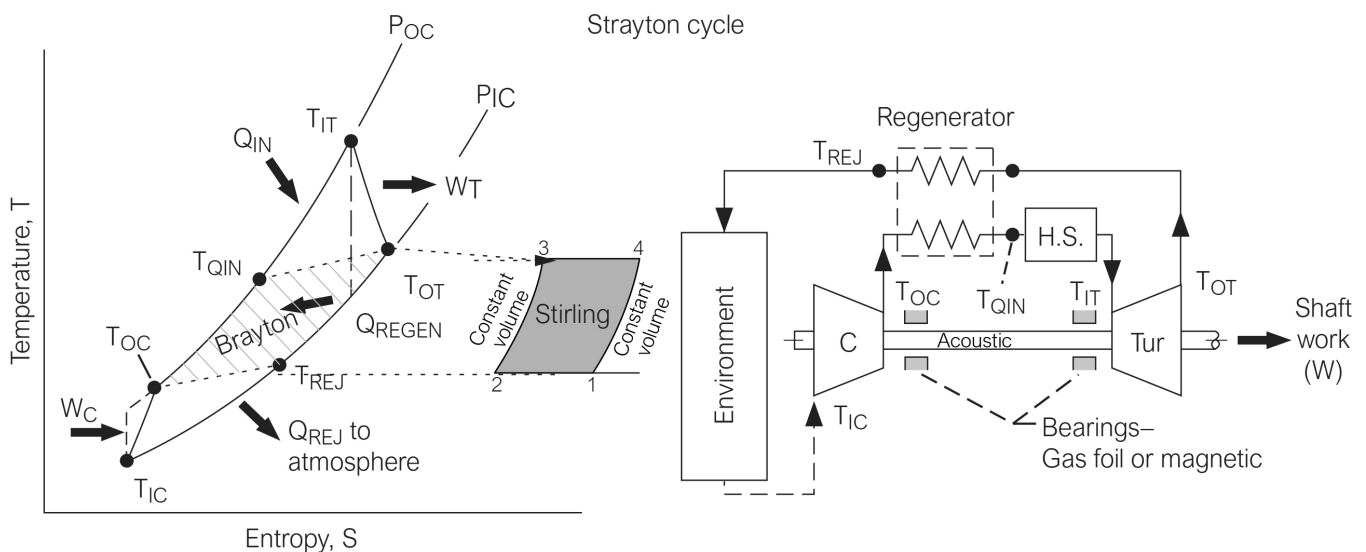 Strayton cycle
P_OC
P_IC
T_IT
Q_IN
W_T
T_QIN
T_OT
Q_REGEN
Brayton
T_OC
T_REJ
W_C
Q_REJ to
atmosphere
T_IC
Temperature, T
Entropy, S
3
4
Constant
volume
Stirling
Constant
volume
2
1
Regenerator
T_REJ
H.S.
T_OC
T_QIN
T_IT
T_OT
Environment
C
Acoustic
Tur
Shaft
work
(W)
T_IC
Bearings–
Gas foil or magnetic